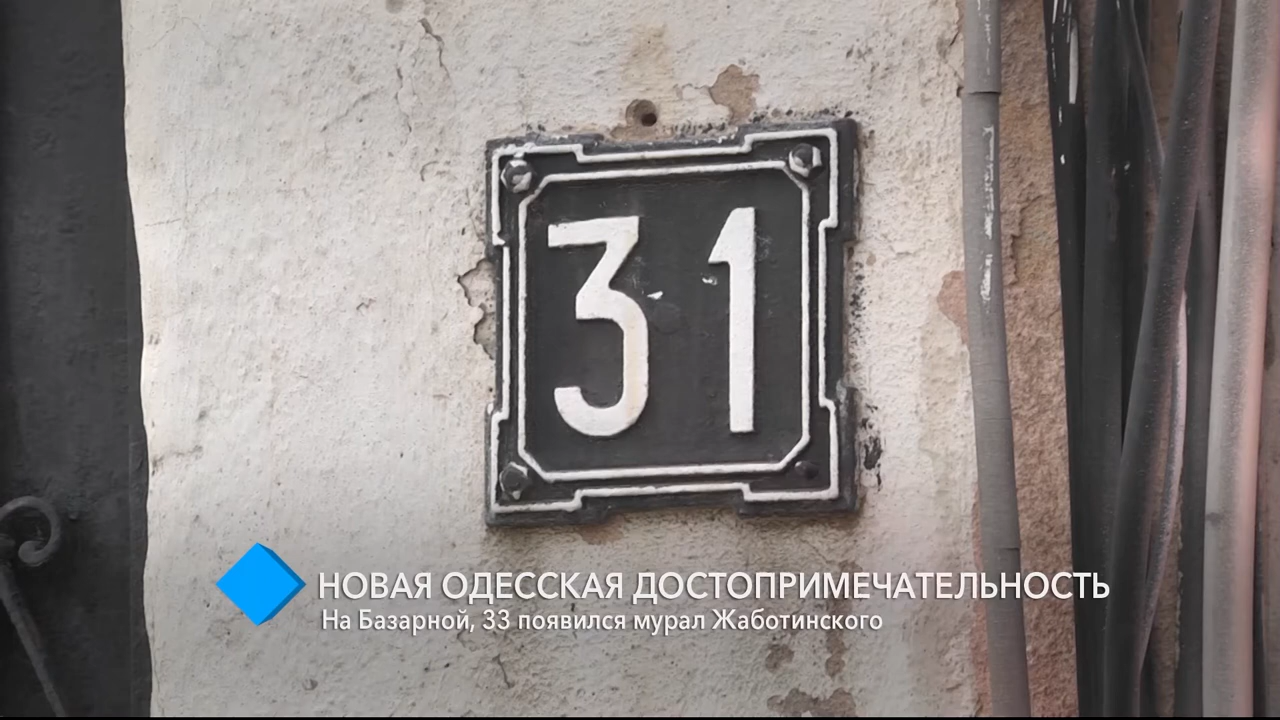 31
НОВАЯ ОДЕССКАЯ ДОСТОПРИМЕЧАТЕЛЬНОСТЬ
На Базарной, 33 появился мурал Жаботинского